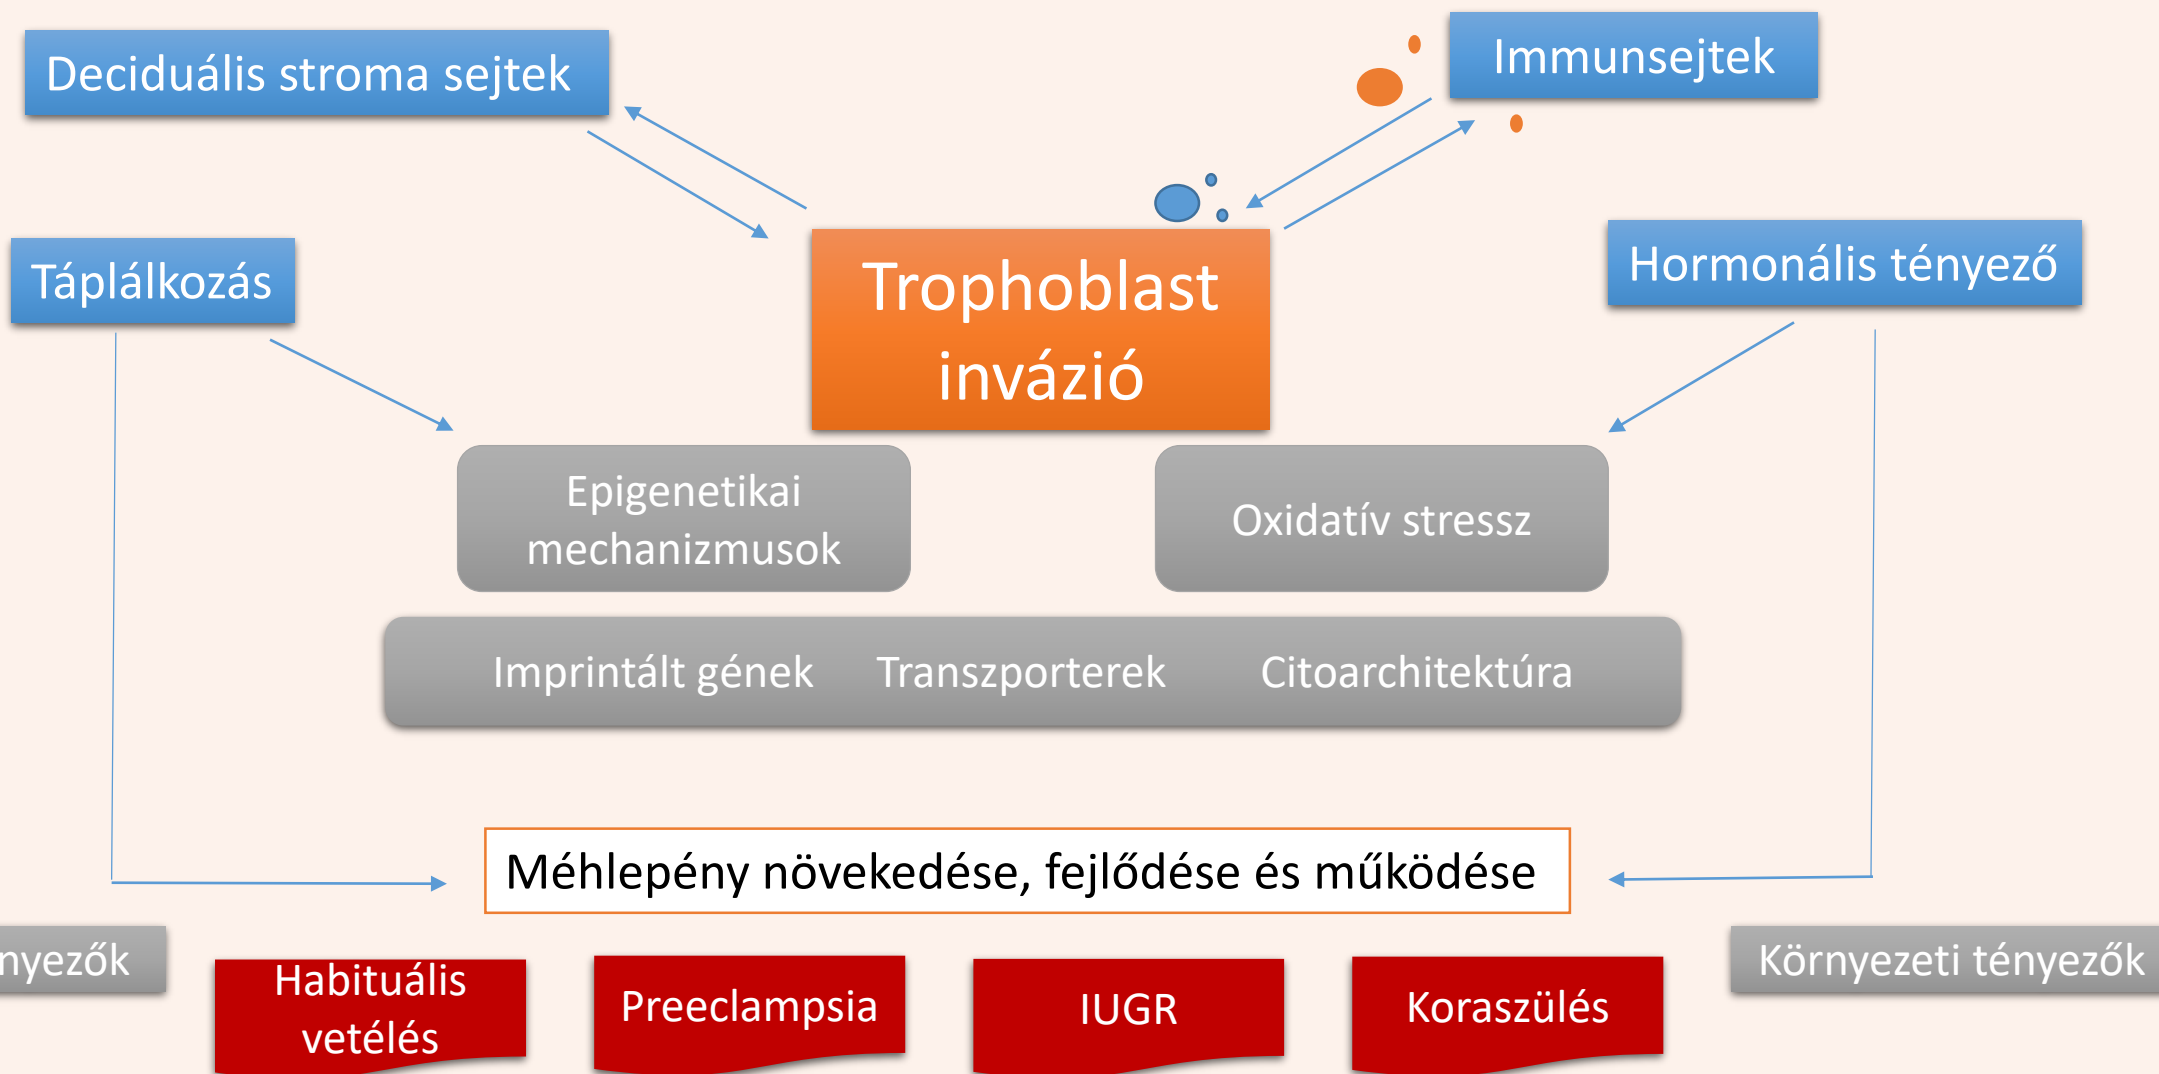 Deciduális stroma sejtek
Immunsejtek
Táplálkozás
Trophoblast
invázió
Hormonális tényező
Epigenetikai
mechanizmusok
Oxidatív stressz
Imprintált gének Transzporterek Citoarchitektúra
Méhlepény növekedése, fejlődése és működése
nyezők
Környezeti tényezők
Habituális
vetélés
Preeclampsia
IUGR
Koraszülés